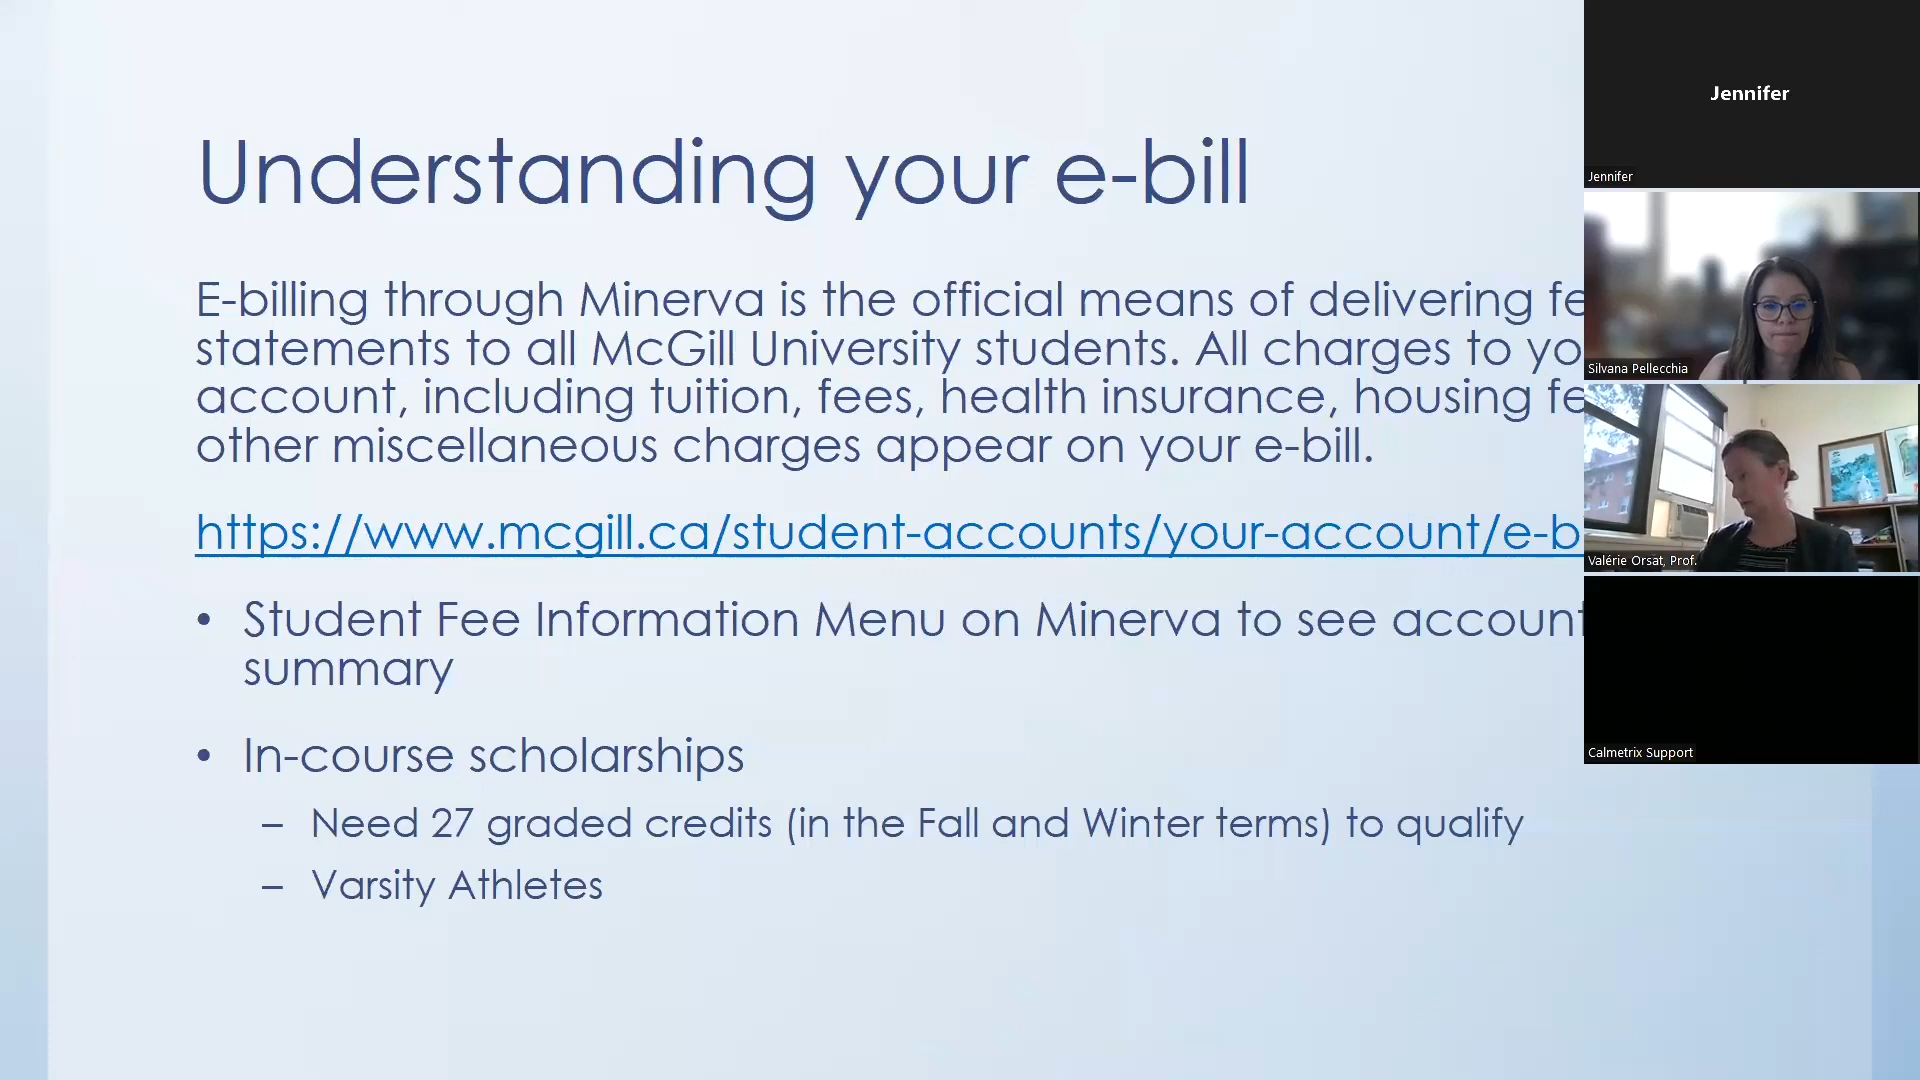 Understanding your e-bill
E-billing through Minerva is the official means of delivering
statements to all McGill University students. All charges to
account, including tuition, fees, health insurance, housing
other miscellaneous charges appear on your e-bill.
https://www.mcgill.ca/student-accounts/your-account/e-b
• Student Fee Information Menu on Minerva to see account
summary
• In-course scholarships
– Need 27 graded credits (in the Fall and Winter terms) to qualify
– Varsity Athletes
Jennifer
Jennifer
Silvana Pellecchia
Valérie Orsat, Prof.
Calmetrix Support